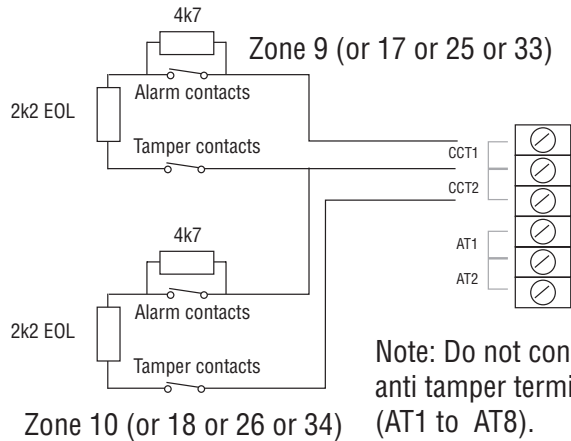 4k7
Zone 9 (or 17 or 25 or 33)
Alarm contacts
2k2 EOL
Tamper contacts
CCT1
CCT2
4k7
AT1
AT2
Alarm contacts
2k2 EOL
Tamper contacts
Note: Do not con
anti tamper termi
(AT1 to AT8).
Zone 10 (or 18 or 26 or 34)